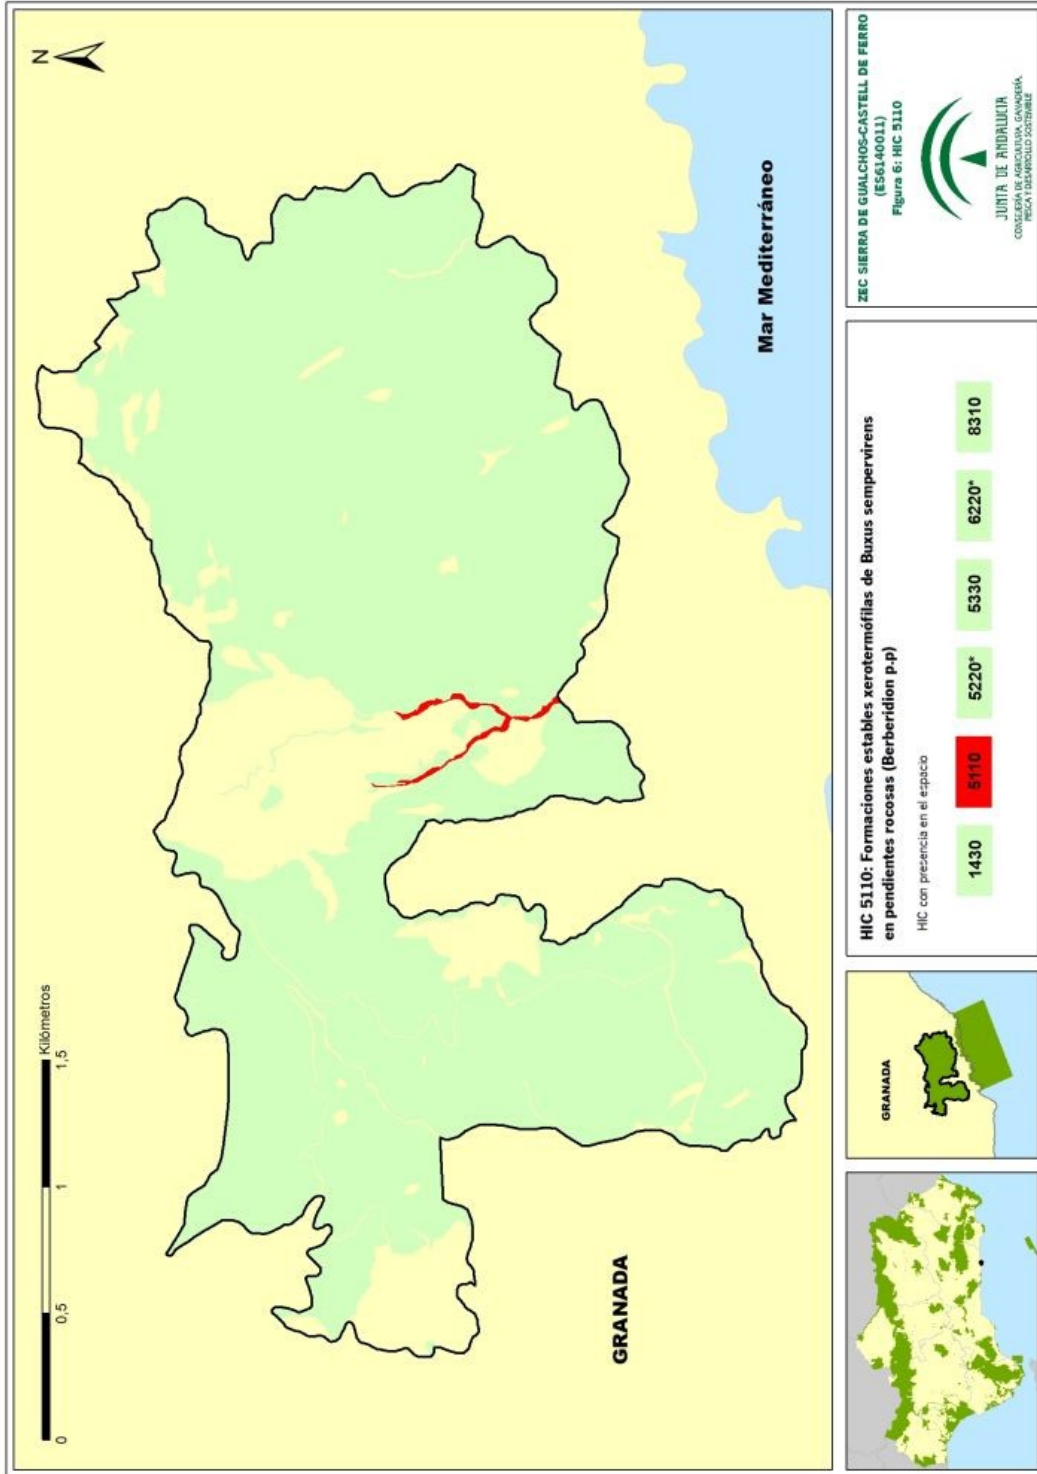 N
Kilómetros
0
0,5
1
1,5
Mar Mediterráneo
GRANADA
GRANADA
HIC 5110: Formaciones estables xerotermófilas de Buxus sempervirens
en pendientes rocosas (Berberidion p.p)
HIC con presencia en el espacio
1430
5110
5220*
5330
6220*
8310
ZEC SIERRA DE GUALCHOS-CASTELL DE FERRO
(ES6140011)
Figura 6: HIC 5110
JUNTA DE ANDALUCIA
CONSEJERÍA DE AGRICULTURA, GANADERÍA,
PESCA Y DESARROLLO SOSTENIBLE